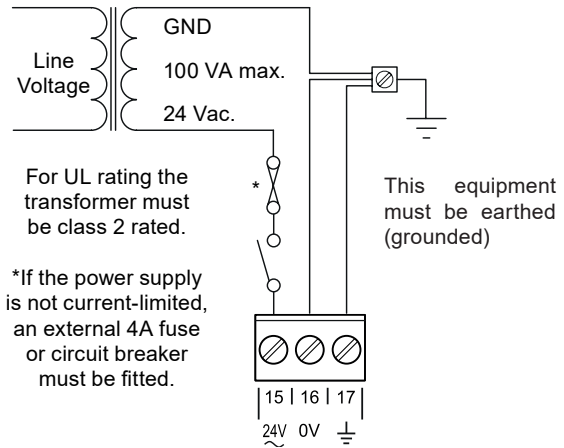 GND
Line
Voltage
100 VA max.
24 Vac.
For UL rating the
transformer must
be class 2 rated.
*
This equipment
must be earthed
(grounded)
*If the power supply
is not current-limited,
an external 4A fuse
or circuit breaker
must be fitted.
15 | 16 | 17
24V 0V